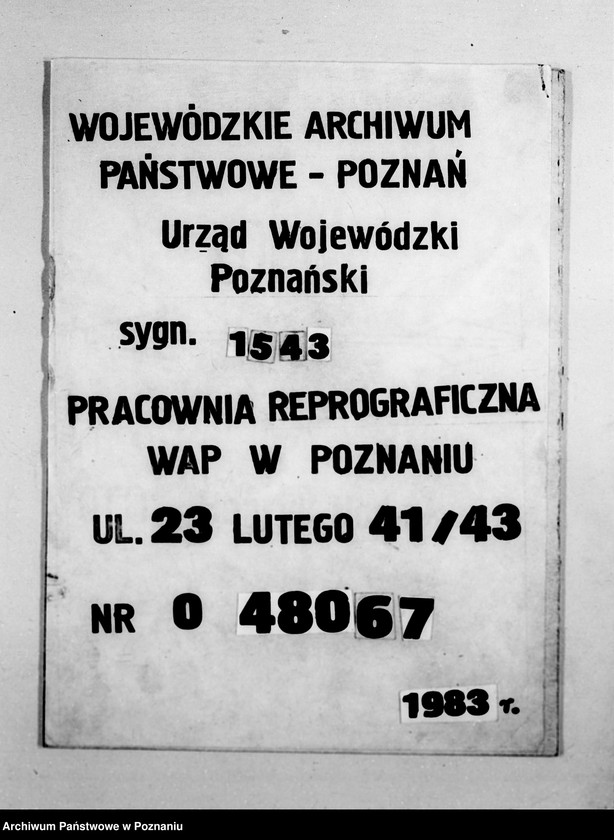 WOJEWÓDZKIE ARCHIWUM
PAŃSTWOWE - POZNAŃ
Urząd Wojewódzki
Poznański
sygn. 1543
PRACOWNIA REPROGRAFICZNA
WAP W POZNANIU
UL. 23 LUTEGO 41/43
NR O 48067
1983 r.
Archiwum Państwowe w Poznaniu